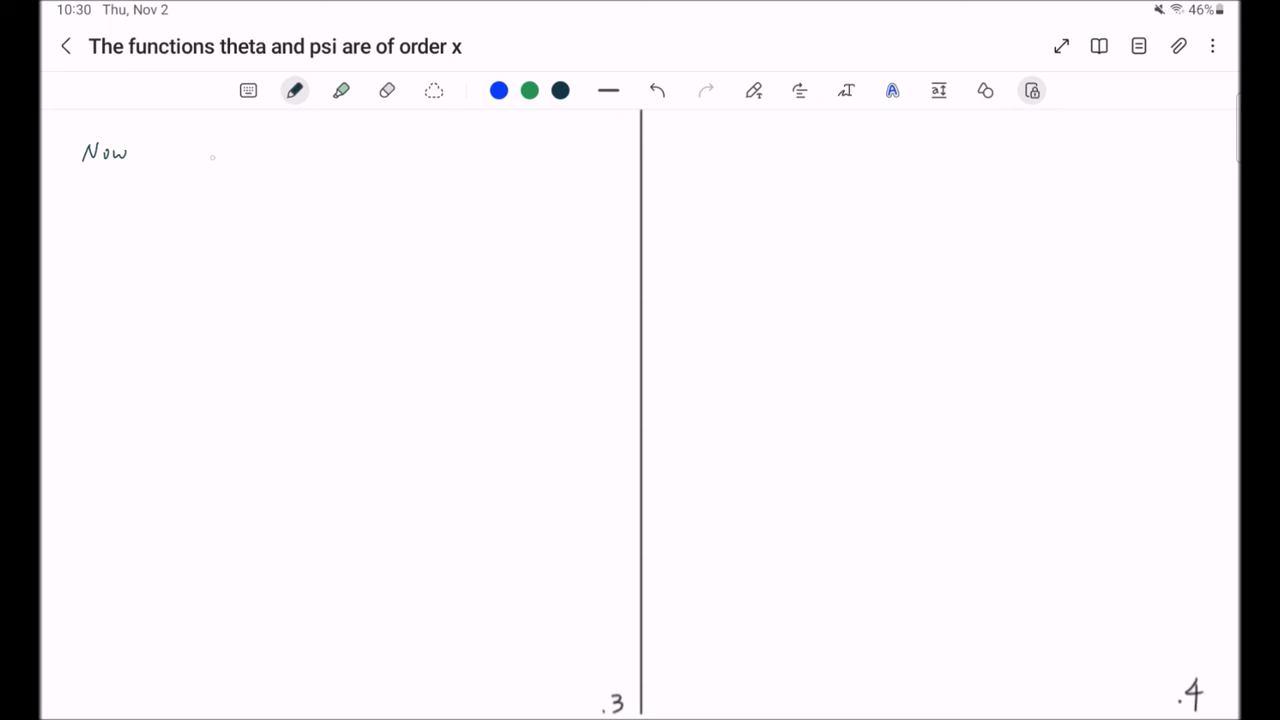 10:30 Thu, Nov 2 46%
The functions theta and psi are of order x
Now
.3
.4